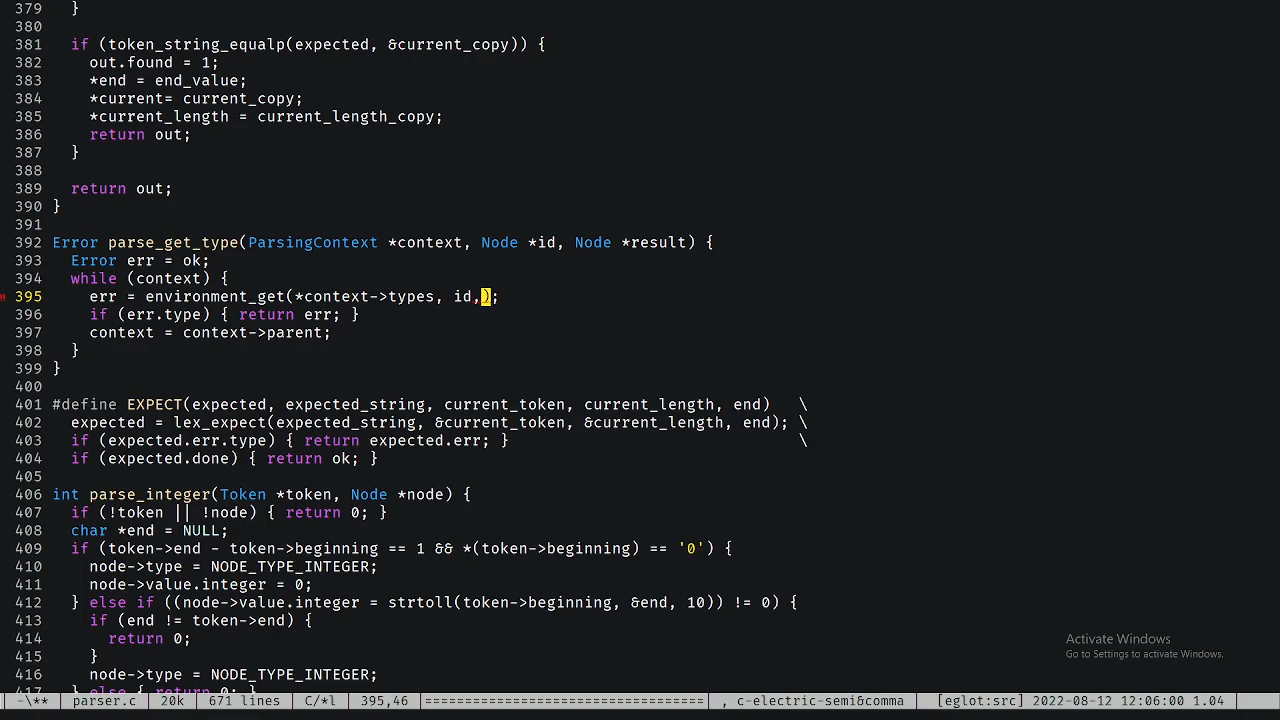 379   }
380
381   if (token_string_equalp(expected, &current_copy)) {
382     out.found = 1;
383     *end = end_value;
384     *current= current_copy;
385     *current_length = current_length_copy;
386     return out;
387   }
388
389   return out;
390 }
391
392 Error parse_get_type(ParsingContext *context, Node *id, Node *result) {
393   Error err = ok;
394   while (context) {
!! 395     err = environment_get(*context->types, id,);
396     if (err.type) { return err; }
397     context = context->parent;
398   }
399 }
400
401 #define EXPECT(expected, expected_string, current_token, current_length, end)   \
402   expected = lex_expect(expected_string, &current_token, &current_length, end); \
403   if (expected.err.type) { return expected.err; }                               \
404   if (expected.done) { return ok; }
405
406 int parse_integer(Token *token, Node *node) {
407   if (!token || !node) { return 0; }
408   char *end = NULL;
409   if (token->end - token->beginning == 1 && *(token->beginning) == '0') {
410     node->type = NODE_TYPE_INTEGER;
411     node->value.integer = 0;
412   } else if ((node->value.integer = strtoll(token->beginning, &end, 10)) != 0) {
413     if (end != token->end) {
414       return 0;
415     }
416     node->type = NODE_TYPE_INTEGER;
417   } else { return 0; }
Activate Windows
Go to Settings to activate Windows.
-\** parser.c 20k 671 lines C/*l 395,46 ============================== , c-electric-semi&comma [eglot:src] 2022-08-12 12:06:00 1.04